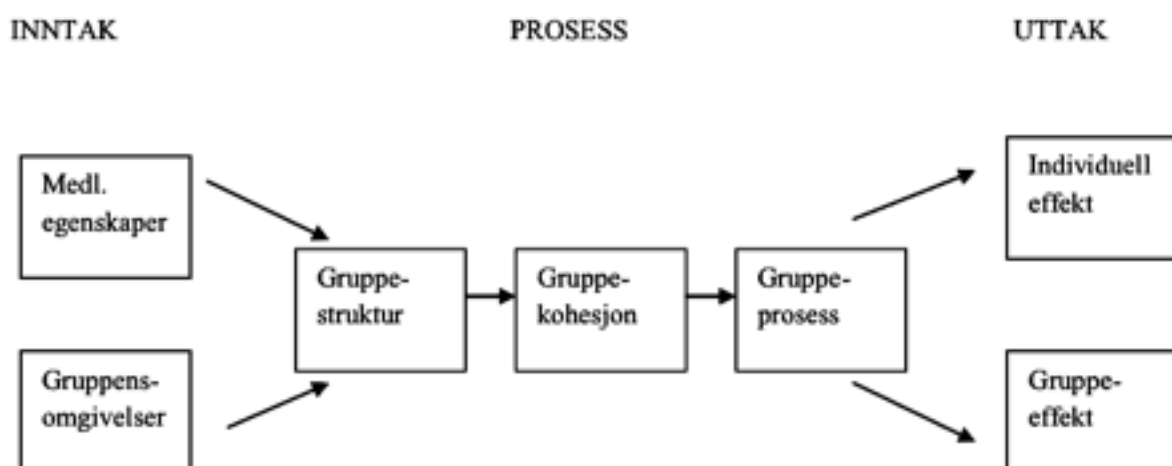 INNTAK
PROSESS
UTTAK
Medl.
egenskaper
Individuell
effekt
Gruppe-
struktur
Gruppe-
kohesjon
Gruppe-
prosess
Gruppens-
omgivelser
Gruppe-
effekt